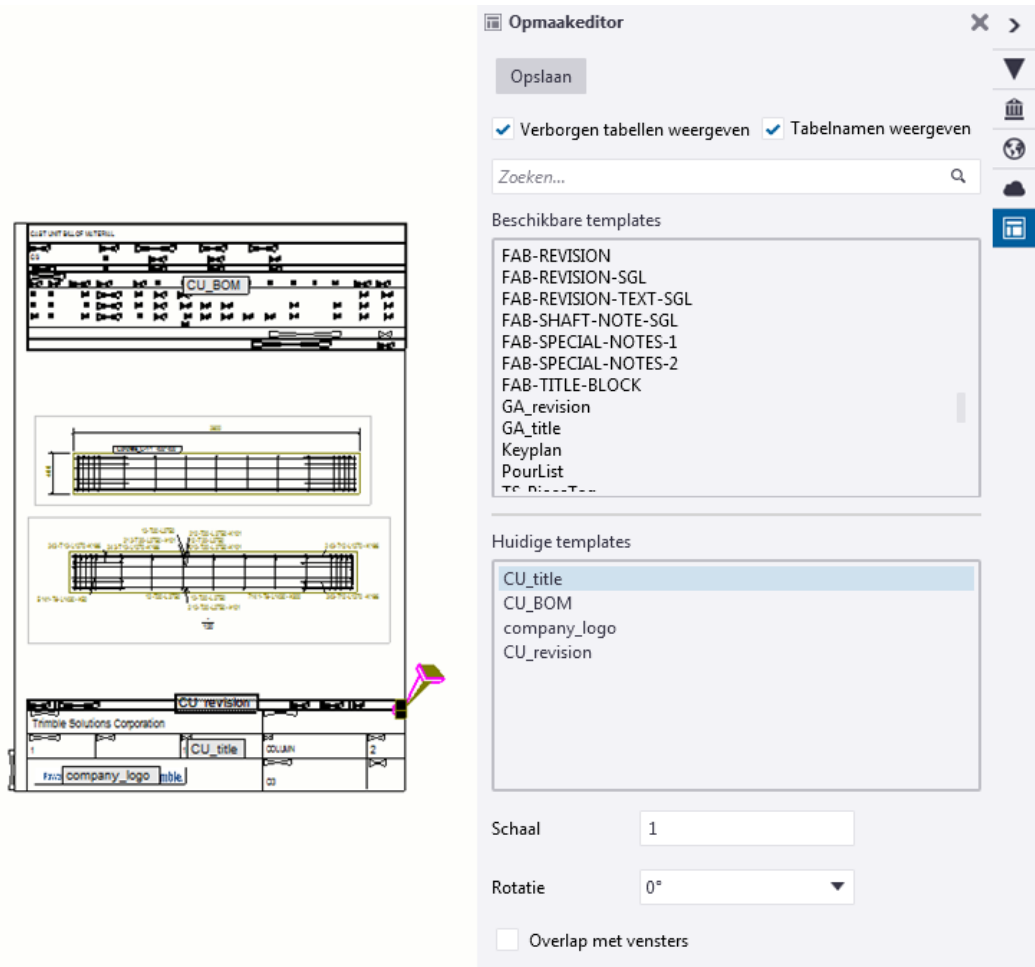 Opmaakeditor
Opslaan
Verborgen tabellen weergeven
Tabelnamen weergeven
Zoeken...
Beschikbare templates
FAB-REVISION
FAB-REVISION-SGL
FAB-REVISION-TEXT-SGL
FAB-SHAFT-NOTE-SGL
FAB-SPECIAL-NOTES-1
FAB-SPECIAL-NOTES-2
FAB-TITLE-BLOCK
GA_revision
GA_title
Keyplan
PourList
Huidige templates
CU_title
CU_BOM
company_logo
CU_revision
Schaal 1
Rotatie 0°
Overlap met vensters
CAST UNIT BILL OF MATERIAL
CU_BOM
CU_revision
Trimble Solutions Corporation
1 CU_title COLUMN 2
company_logo